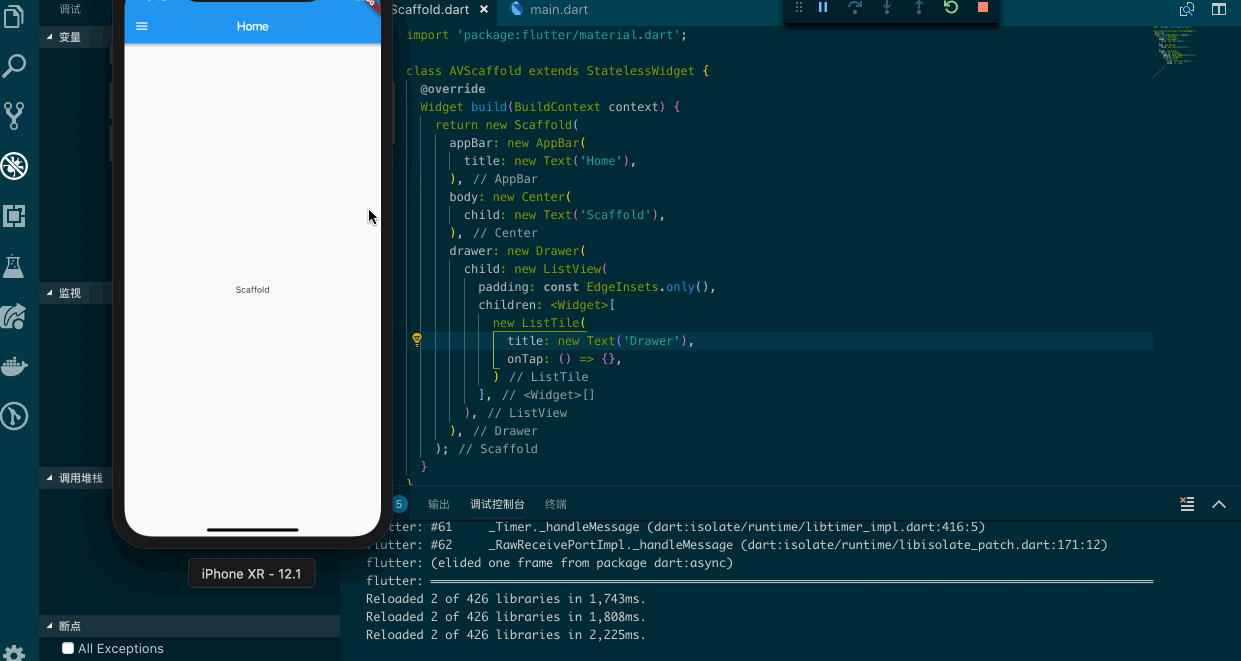 调试
变量
监视
调用堆栈
断点
All Exceptions
Home
Scaffold
iPhone XR - 12.1
Scaffold.dart ×
main.dart
import 'package:flutter/material.dart';
class AVScaffold extends StatelessWidget {
@override
Widget build(BuildContext context) {
return new Scaffold(
appBar: new AppBar(
title: new Text('Home'),
), // AppBar
body: new Center(
child: new Text('Scaffold'),
), // Center
drawer: new Drawer(
child: new ListView(
padding: const EdgeInsets.only(),
children: <Widget>[
new ListTile(
title: new Text('Drawer'),
onTap: () => {},
) // ListTile
], // <Widget>[]
), // ListView
), // Drawer
); // Scaffold
}
}
5 输出 调试控制台 终端
flutter: #61 _Timer._handleMessage (dart:isolate/runtime/libtimer_impl.dart:416:5)
flutter: #62 _RawReceivePortImpl._handleMessage (dart:isolate/runtime/libisolate_patch.dart:171:12)
flutter: (elided one frame from package dart:async)
flutter: ════════════════════════════════════════
Reloaded 2 of 426 libraries in 1,743ms.
Reloaded 2 of 426 libraries in 1,808ms.
Reloaded 2 of 426 libraries in 2,225ms.